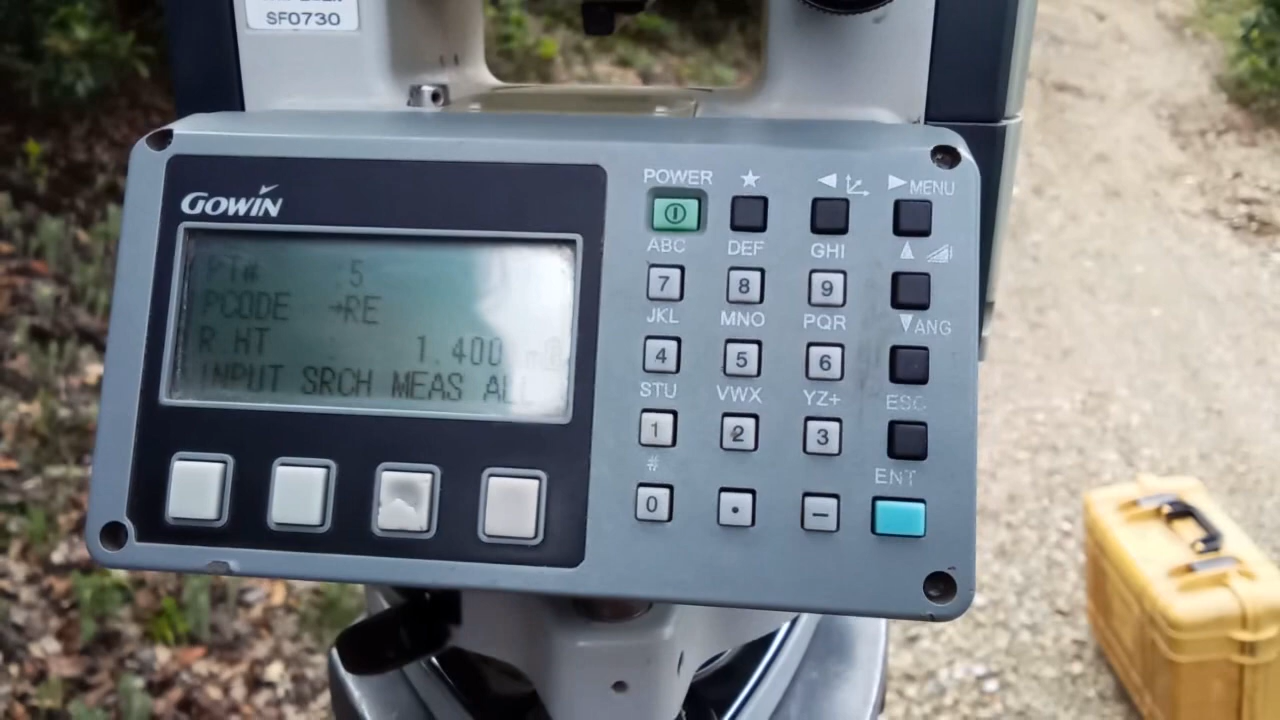 SF0730
GOWIN
PT# 5
PCODE →RE
R.HT 1.400
INPUT SRCH MEAS ALL
POWER ★ ◀ ▶ MENU
ABC DEF GHI ▲
7 8 9
JKL MNO PQR ▼ANG
4 5 6
STU VWX YZ+ ESC
1 2 3
# ENT
0 • −